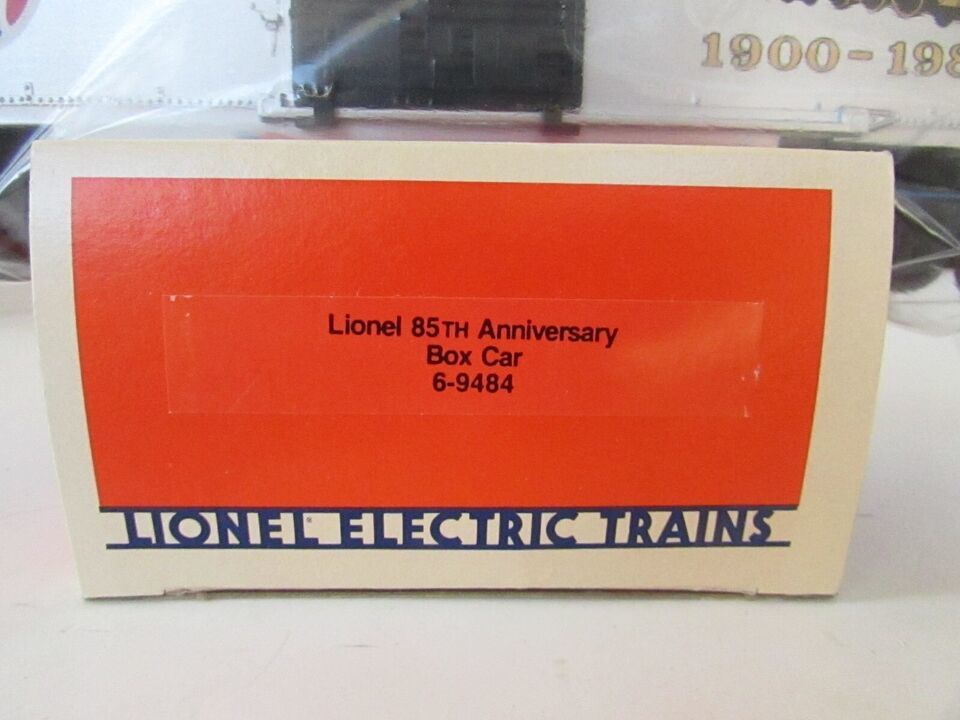 1900-198
Lionel 85TH Anniversary
Box Car
6-9484
LIONEL® ELECTRIC TRAINS